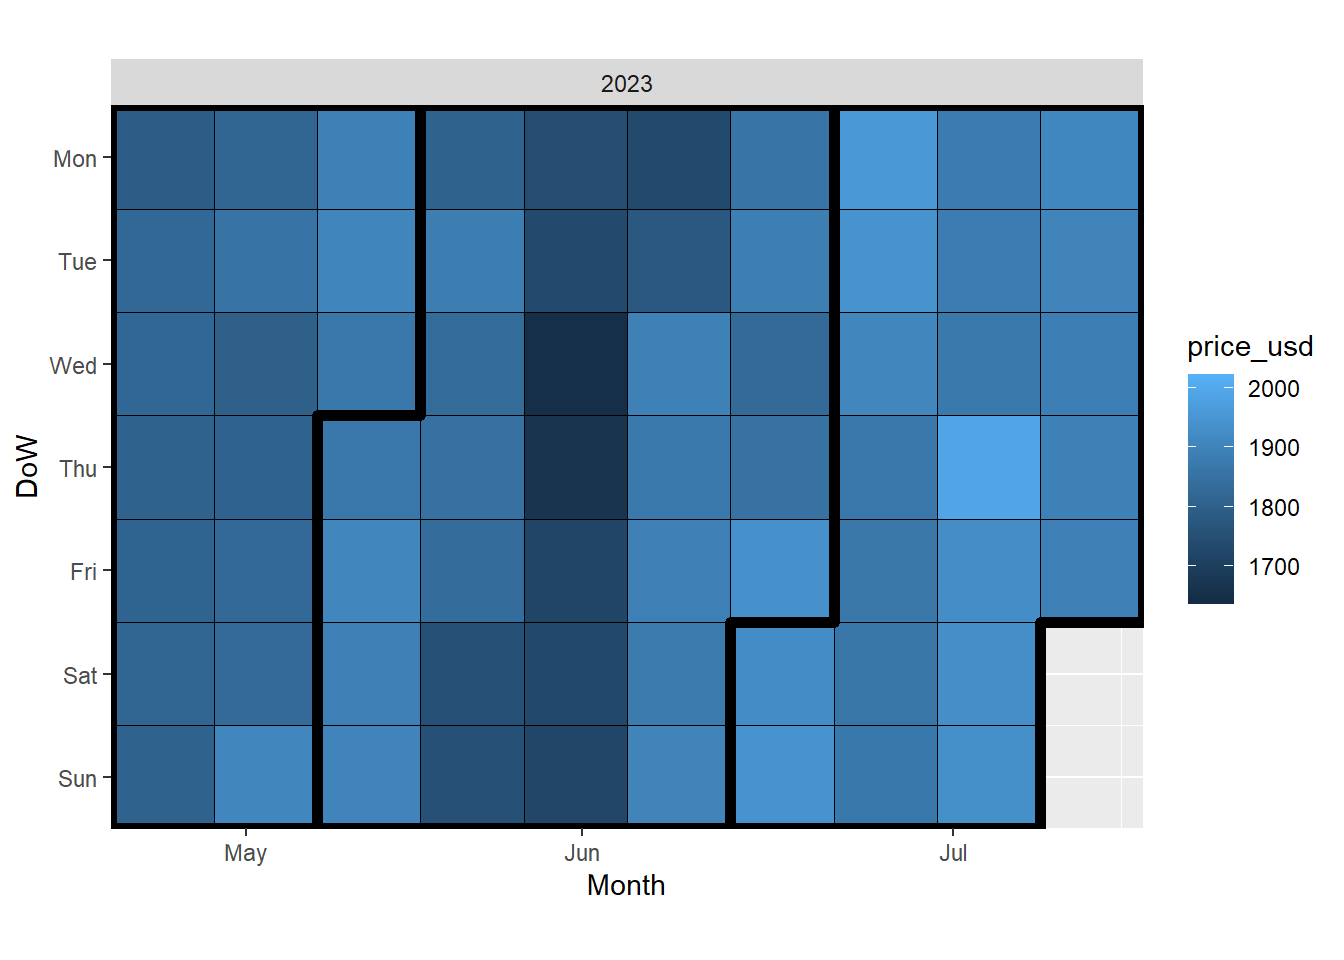 2023
Mon
Tue
Wed
Thu
Fri
Sat
Sun
DoW
May
Jun
Jul
Month
price_usd
2000
1900
1800
1700